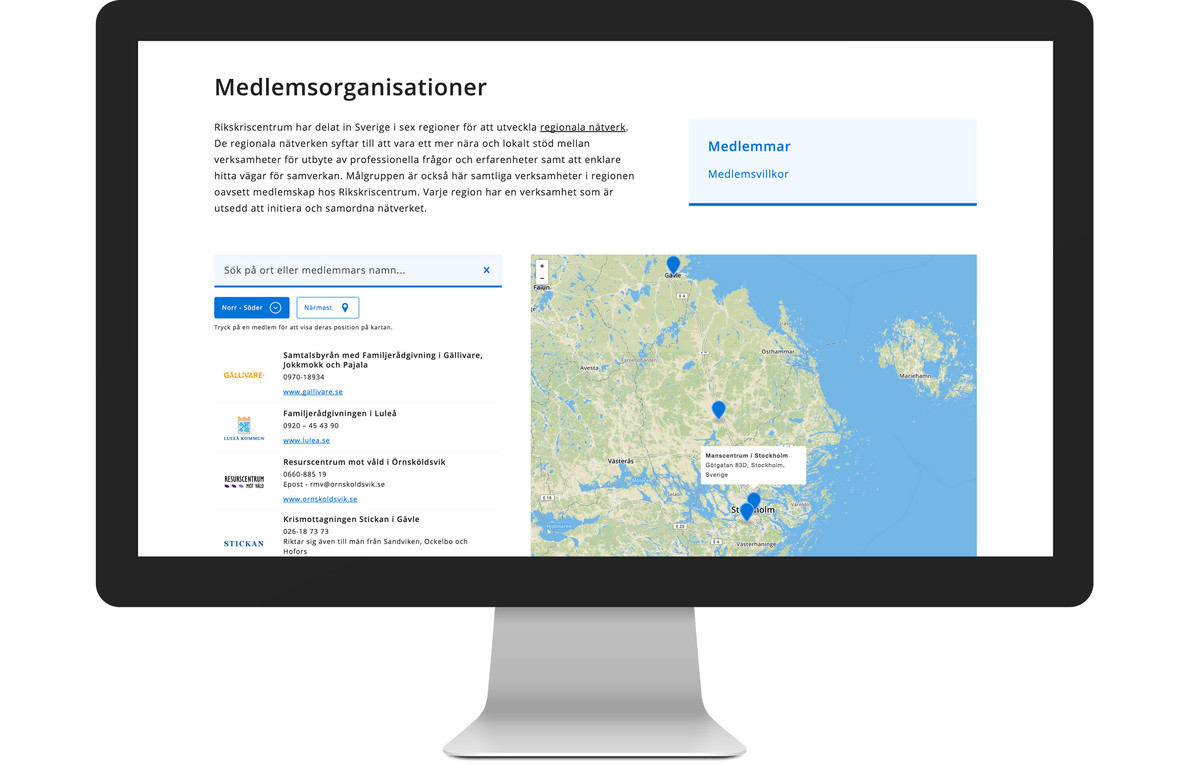 Medlemsorganisationer
Rikskriscentrum har delat in Sverige i sex regioner för att utveckla regionala nätverk.
De regionala nätverken syftar till att vara ett mer nära och lokalt stöd mellan
verksamheter för utbyte av professionella frågor och erfarenheter samt att enklare
hitta vägar för samverkan. Målgruppen är också här samtliga verksamheter i regionen
oavsett medlemskap hos Rikskriscentrum. Varje region har en verksamhet som är
utsedd att initiera och samordna nätverket.
Medlemmar
Medlemsvillkor
Sök på ort eller medlemmars namn...
Norr - Söder
Närmast
Tryck på en medlem för att visa deras position på kartan.
GÄLLIVARE
Samtalsbyrån med Familjerådgivning i Gällivare,
Jokkmokk och Pajala
0970-18934
www.gallivare.se
LULEÅ KOMMUN
Familjerådgivningen i Luleå
0920 – 45 43 90
www.lulea.se
RESURSCENTRUM
MOT VÅLD
Resurscentrum mot våld i Örnsköldsvik
0660-885 19
Epost - rmv@ornskoldsvik.se
www.ornskoldsvik.se
STICKAN
Krismottagningen Stickan i Gävle
026-18 73 73
Riktar sig även till män från Sandviken, Ockelbo och
Hofors
+
−
Gävle
Falun
E 4
Färnebofjärden
Östhammar
Avesta
Mariehamn
Västerås
Manscentrum i Stockholm
Götgatan 83D, Stockholm,
Sverige
E 18
Hjälmaren
E 20
E 4
Värmdön
Västerhaninge